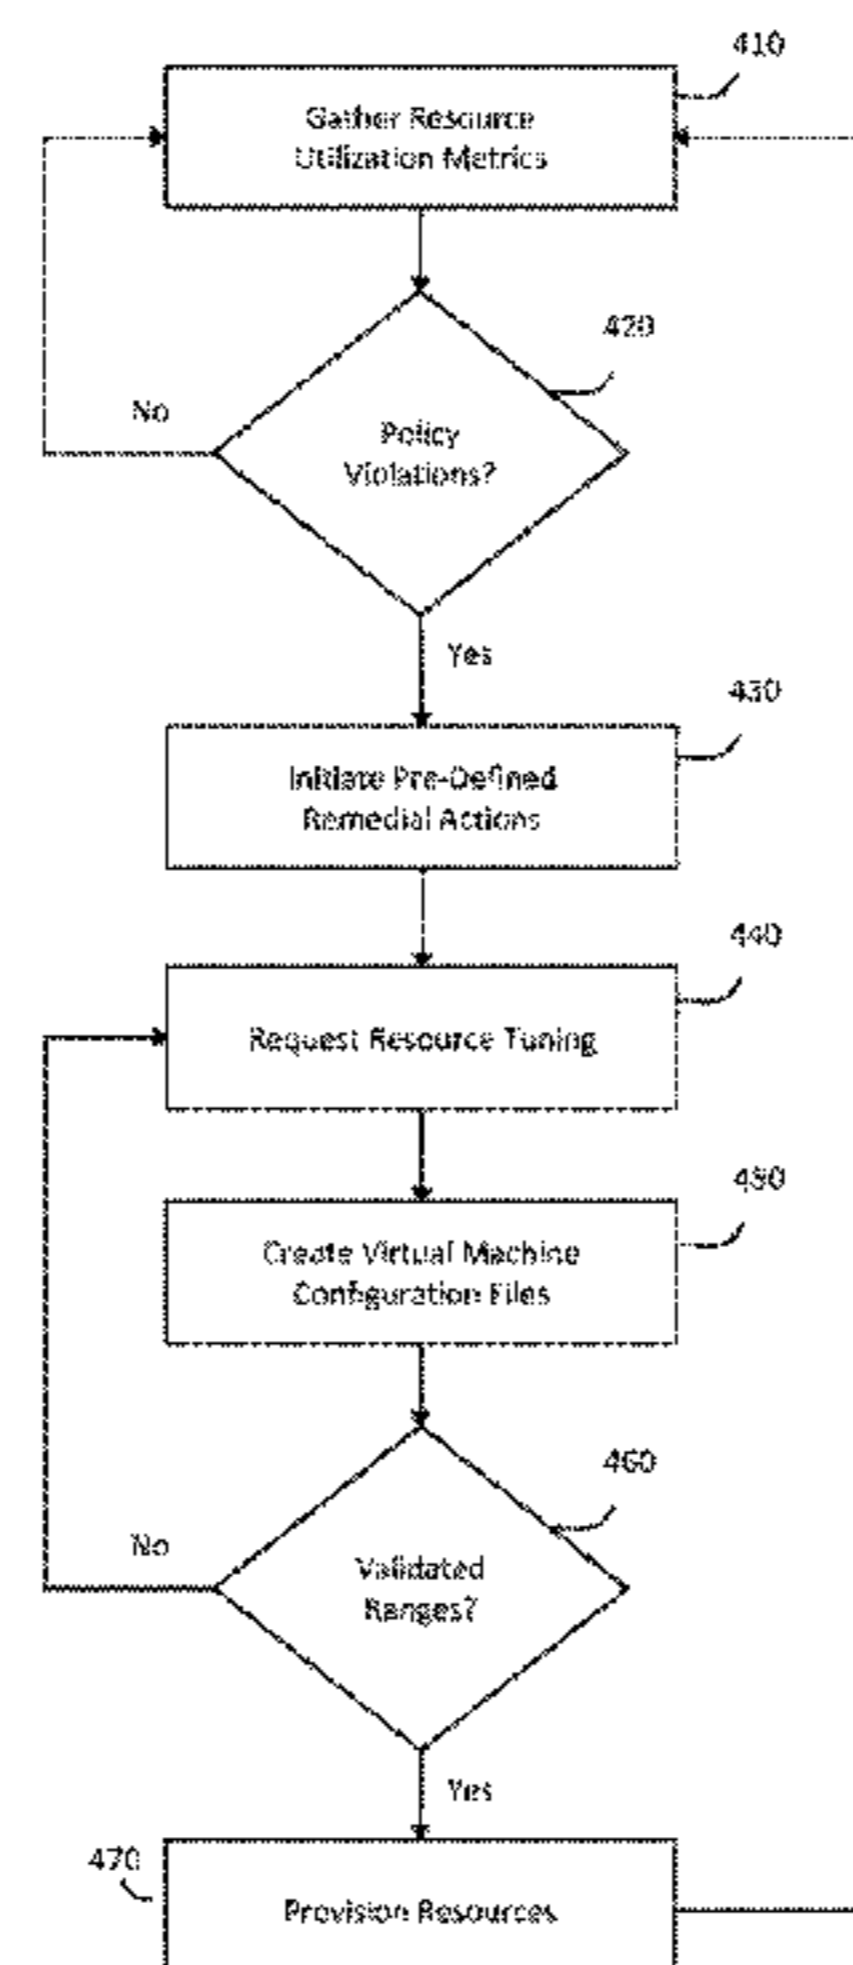 410
Gather Resource
Utilization Metrics
420
No
Policy
Violations?
Yes
430
Initiate Pre-Defined
Remedial Actions
440
Request Resource Tuning
450
Create Virtual Machine
Configuration Files
460
No
Validated
Ranges?
Yes
470
Provision Resources